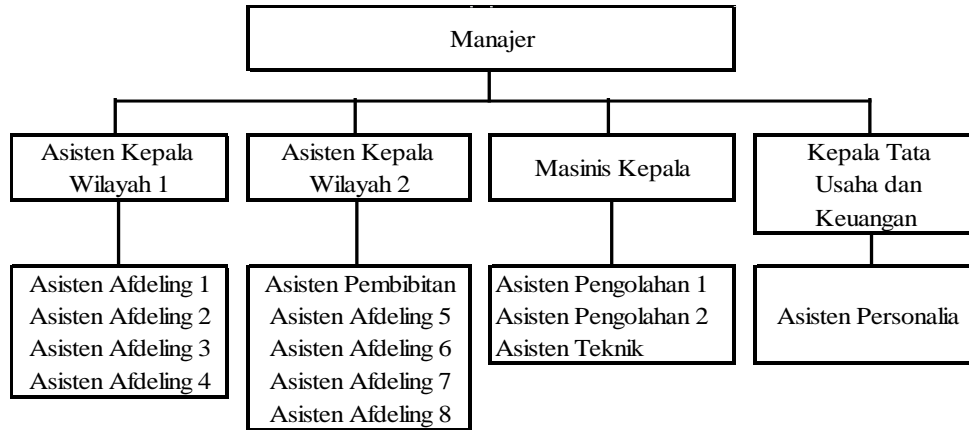 Manajer
Asisten Kepala
Wilayah 1
Asisten Kepala
Wilayah 2
Masinis Kepala
Kepala Tata
Usaha dan
Keuangan
Asisten Afdeling 1
Asisten Afdeling 2
Asisten Afdeling 3
Asisten Afdeling 4
Asisten Pembibitan
Asisten Afdeling 5
Asisten Afdeling 6
Asisten Afdeling 7
Asisten Afdeling 8
Asisten Pengolahan 1
Asisten Pengolahan 2
Asisten Teknik
Asisten Personalia